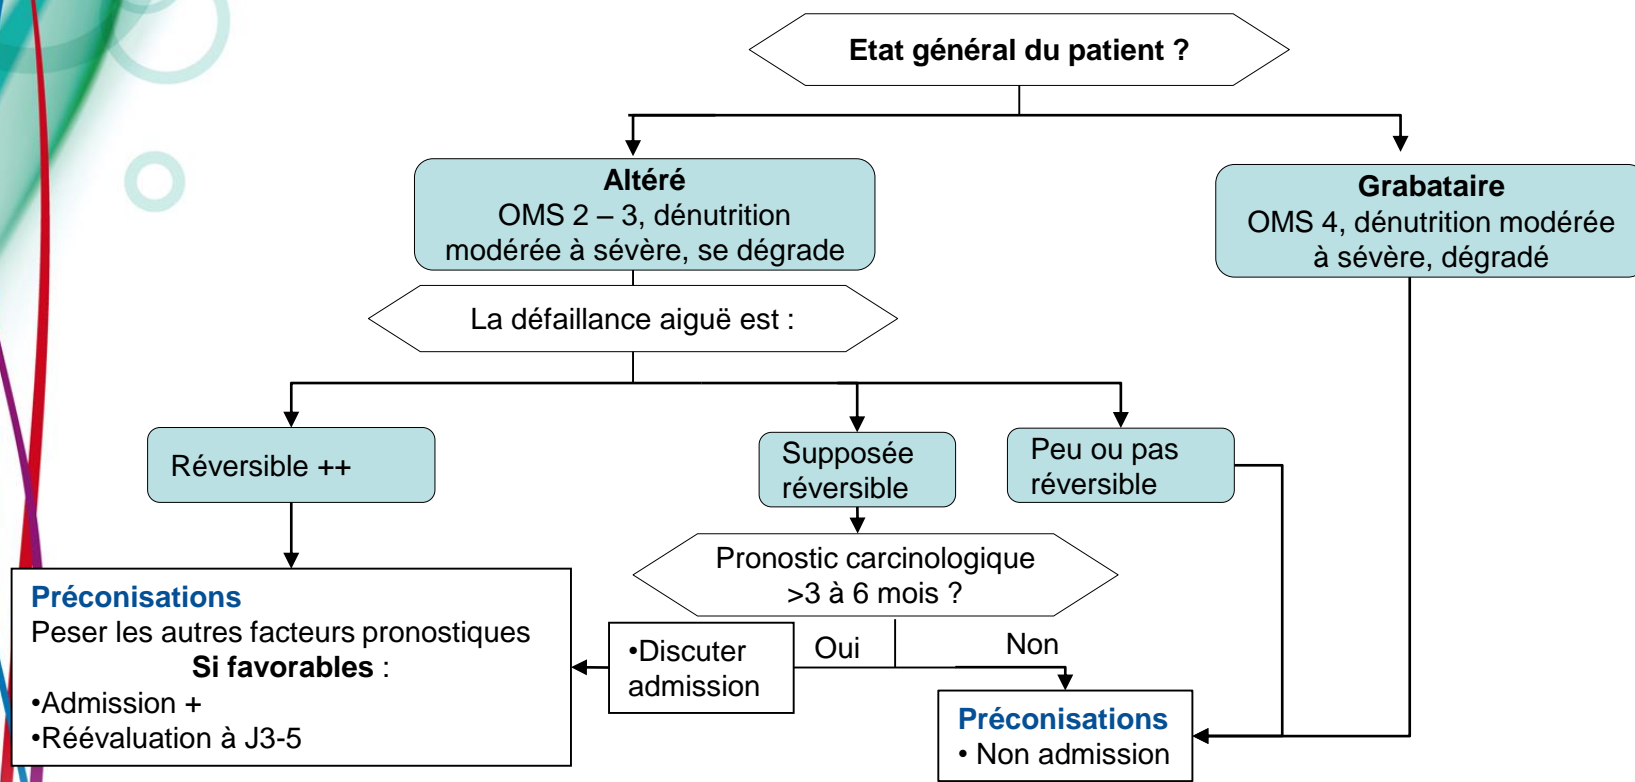 Etat général du patient ?
Altéré
OMS 2 – 3, dénutrition
modérée à sévère, se dégrade
Grabataire
OMS 4, dénutrition modérée
à sévère, dégradé
La défaillance aiguë est :
Réversible ++
Supposée
réversible
Peu ou pas
réversible
Pronostic carcinologique
>3 à 6 mois ?
Préconisations
Peser les autres facteurs pronostiques
Si favorables :
•Admission +
•Réévaluation à J3-5
•Discuter
admission
Oui
Non
Préconisations
• Non admission